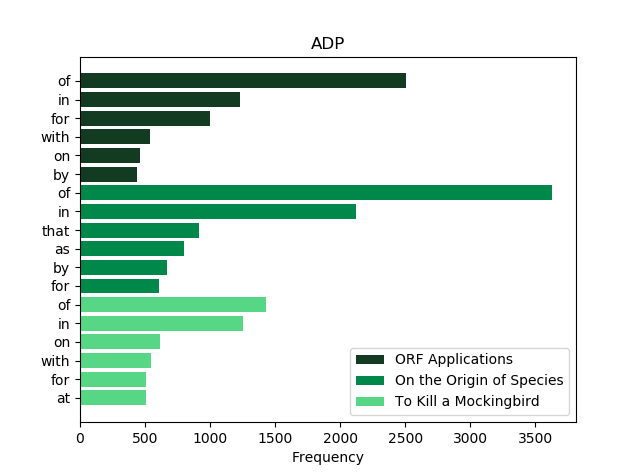 ADP
of
in
for
with
on
by
of
in
that
as
by
for
of
in
on
with
for
at
ORF Applications
On the Origin of Species
To Kill a Mockingbird
0 500 1000 1500 2000 2500 3000 3500
Frequency